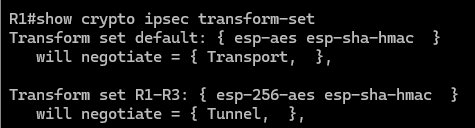 R1#show crypto ipsec transform-set
Transform set default: { esp-aes esp-sha-hmac  }
   will negotiate = { Transport,  },

Transform set R1-R3: { esp-256-aes esp-sha-hmac  }
   will negotiate = { Tunnel,  },